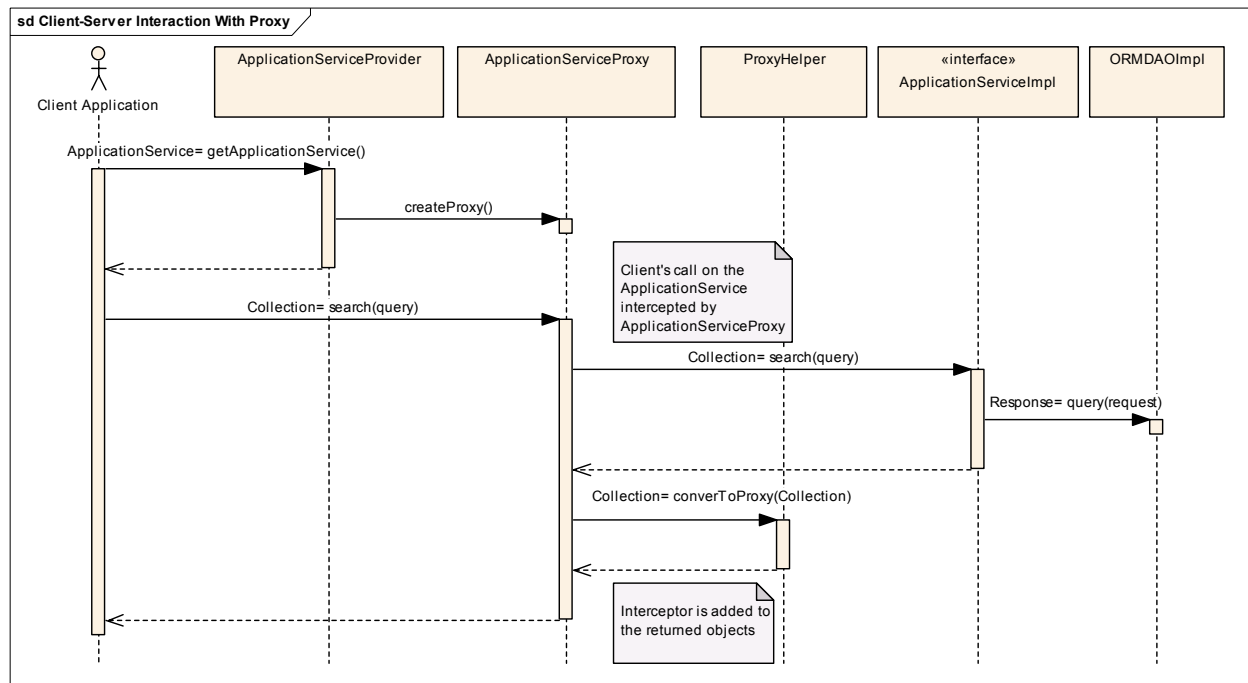 sd Client-Server Interaction With Proxy
Client Application
ApplicationServiceProvider
ApplicationServiceProxy
ProxyHelper
«interface»
ApplicationServiceImpl
ORMDAOImpl
ApplicationService= getApplicationService()
createProxy()
Client's call on the
ApplicationService
intercepted by
ApplicationServiceProxy
Collection= search(query)
Collection= search(query)
Response= query(request)
Collection= converToProxy(Collection)
Interceptor is added to
the returned objects